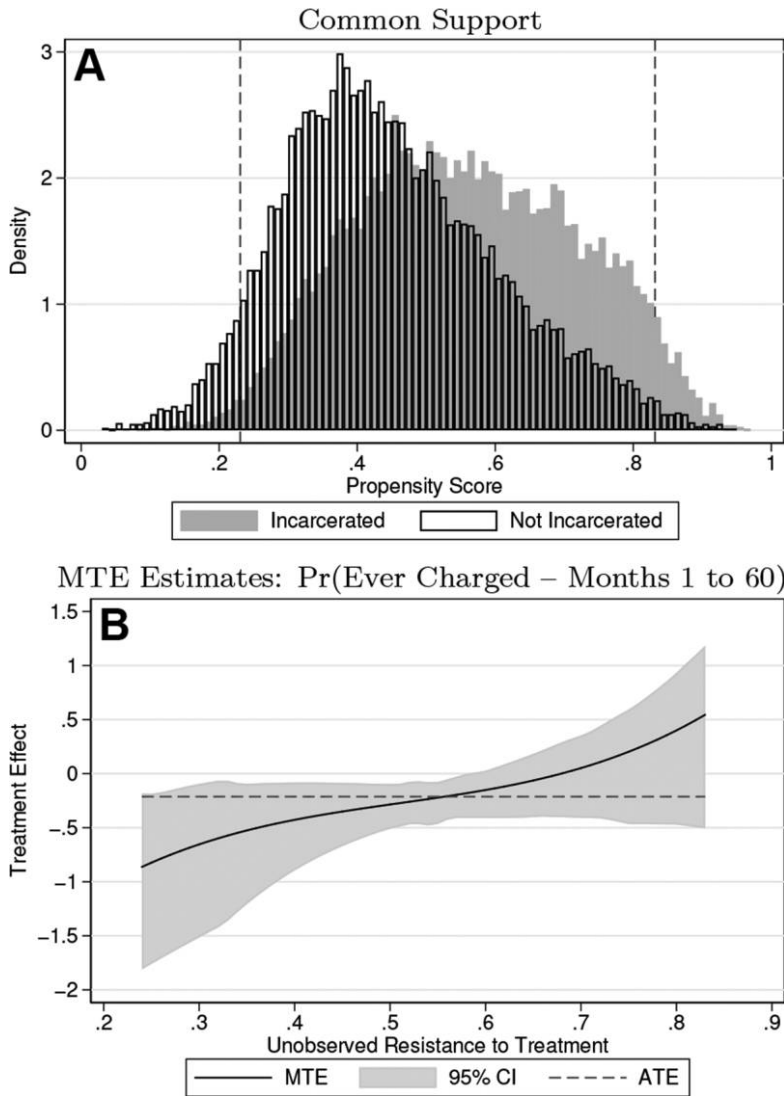 Common Support
A
3
2
1
0
Density
0 .2 .4 .6 .8 1
Propensity Score
Incarcerated Not Incarcerated
MTE Estimates: Pr(Ever Charged – Months 1 to 60)
B
1.5
1
.5
0
-.5
-1
-1.5
-2
Treatment Effect
.2 .3 .4 .5 .6 .7 .8 .9
Unobserved Resistance to Treatment
MTE 95% CI ATE